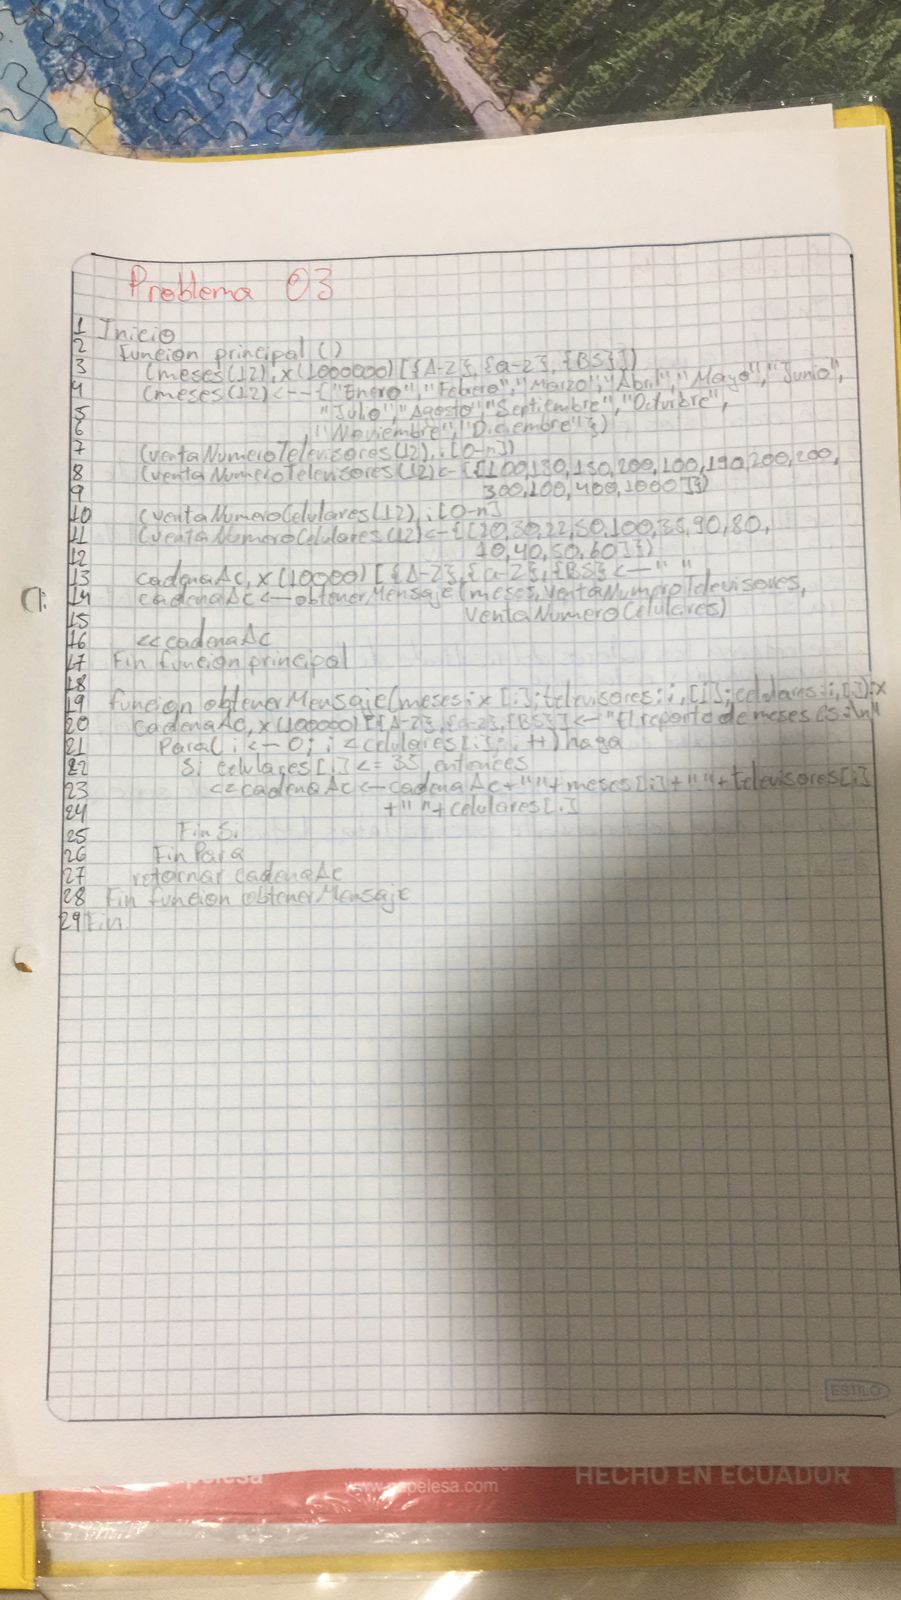 Problema 03
1 Inicio
2 funcion principal ()
3 (meses(12), x(1000000) [{A-Z}, {a-z}, {BS}])
4 (meses(12) <-- {"Enero","Febrero","Marzo","Abril","Mayo","Junio",
5 "Julio","Agosto","Septiembre","Octubre",
6 "Noviembre","Diciembre"})
7 (ventaNumeroTelevisores(12), i [0-n])
8 (ventaNumeroTelevisores(12) <- {[100,130,150,200,100,190,200,200,
9 300,100,400,1000]})
10 (ventaNumeroCelulares(12), i [0-n]
11 (ventaNumeroCelulares(12) <- {[20,30,22,50,100,35,90,80,
12 10,40,50,60]})
13 cadenaAc, x(10000) [{A-Z}, {a-z}, {BS} <-- " "
14 cadenaAc <-- obtenerMensaje (meses, ventaNumeroTelevisores,
15 ventaNumeroCelulares)
16 << cadenaAc
17 Fin funcion principal
18
19 funcion obtenerMensaje(meses: x [i]; televisores: i, [i]; celulares: i, [i]): x
20 cadenaAc, x(100000) [{A-Z}, {a-z}, {BS}] <-- "El reporte de meses es:\n"
21 Para( i <-- 0; i < celulares[i]; i++) haga
22 Si celulares[i] <= 35 entonces
23 << cadenaAc <-- cadenaAc + " " + meses[i] + " " + televisores[i]
24 + " " + celulares[i]
25 Fin Si
26 Fin Para
27 retornar cadenaAc
28 Fin funcion obtenerMensaje
29 Fin
ESTILO
www.papelesa.com
HECHO EN ECUADOR